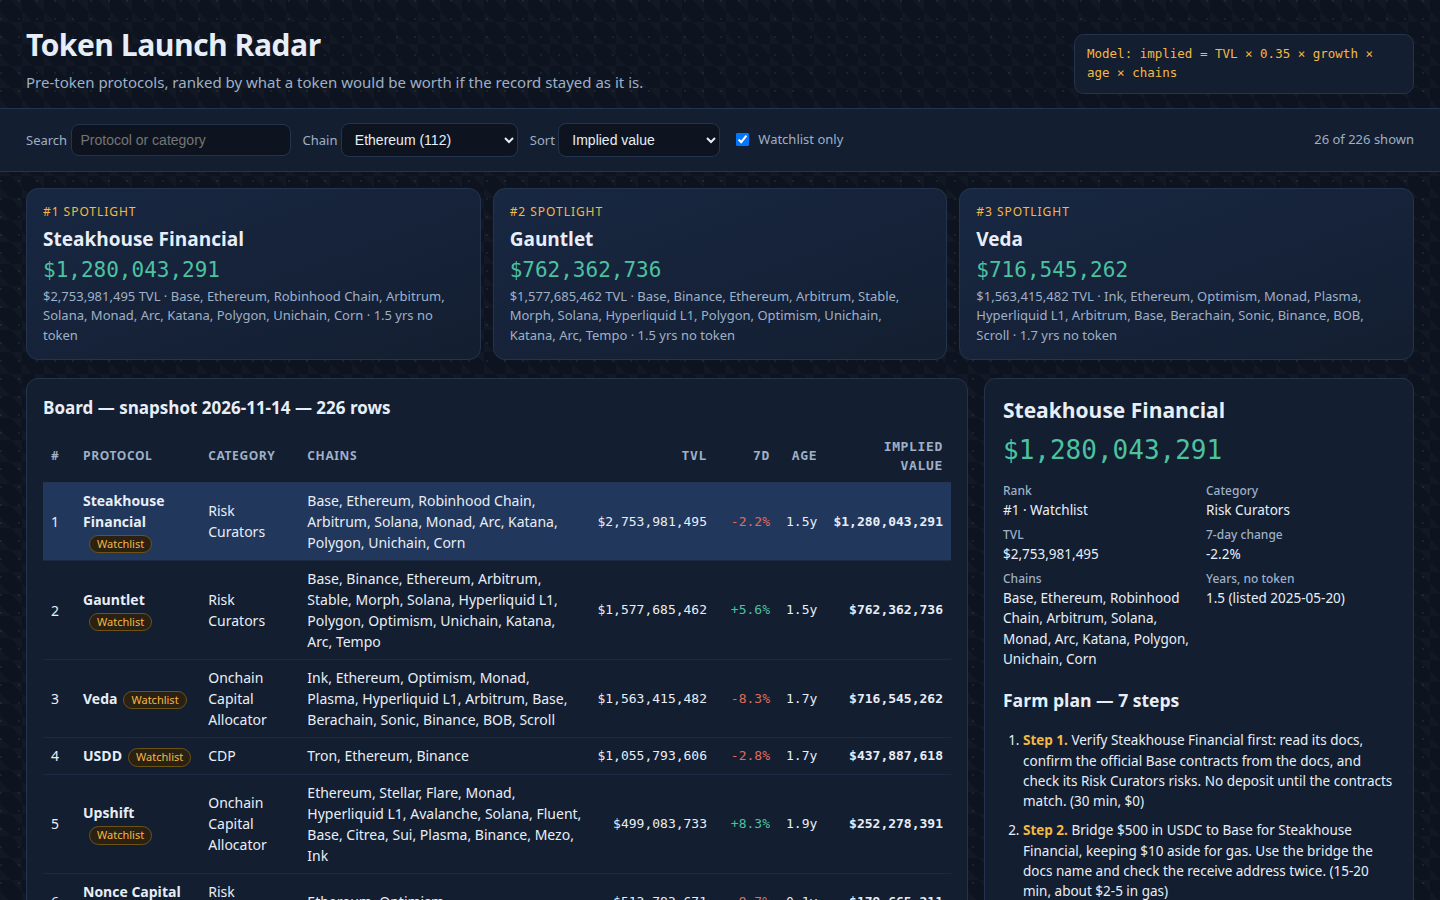 Token Launch Radar
Pre-token protocols, ranked by what a token would be worth if the record stayed as it is.
Model: implied = TVL × 0.35 × growth ×
age × chains
Search Protocol or category Chain Ethereum (112) Sort Implied value Watchlist only 26 of 226 shown
#1 SPOTLIGHT
Steakhouse Financial
$1,280,043,291
$2,753,981,495 TVL · Base, Ethereum, Robinhood Chain, Arbitrum,
Solana, Monad, Arc, Katana, Polygon, Unichain, Corn · 1.5 yrs no
token
#2 SPOTLIGHT
Gauntlet
$762,362,736
$1,577,685,462 TVL · Base, Binance, Ethereum, Arbitrum, Stable,
Morph, Solana, Hyperliquid L1, Polygon, Optimism, Unichain,
Katana, Arc, Tempo · 1.5 yrs no token
#3 SPOTLIGHT
Veda
$716,545,262
$1,563,415,482 TVL · Ink, Ethereum, Optimism, Monad, Plasma,
Hyperliquid L1, Arbitrum, Base, Berachain, Sonic, Binance, BOB,
Scroll · 1.7 yrs no token
Board — snapshot 2026-11-14 — 226 rows
# PROTOCOL CATEGORY CHAINS TVL 7D AGE IMPLIED
VALUE
1 Steakhouse
Financial
Watchlist
Risk
Curators
Base, Ethereum, Robinhood Chain,
Arbitrum, Solana, Monad, Arc, Katana,
Polygon, Unichain, Corn
$2,753,981,495 -2.2% 1.5y $1,280,043,291
2 Gauntlet
Watchlist
Risk
Curators
Base, Binance, Ethereum, Arbitrum,
Stable, Morph, Solana, Hyperliquid L1,
Polygon, Optimism, Unichain, Katana,
Arc, Tempo
$1,577,685,462 +5.6% 1.5y $762,362,736
3 Veda Watchlist
Onchain
Capital
Allocator
Ink, Ethereum, Optimism, Monad,
Plasma, Hyperliquid L1, Arbitrum, Base,
Berachain, Sonic, Binance, BOB, Scroll
$1,563,415,482 -8.3% 1.7y $716,545,262
4 USDD Watchlist CDP Tron, Ethereum, Binance $1,055,793,606 -2.8% 1.7y $437,887,618
5 Upshift
Watchlist
Onchain
Capital
Allocator
Ethereum, Stellar, Flare, Monad,
Hyperliquid L1, Avalanche, Solana, Fluent,
Base, Citrea, Sui, Plasma, Binance, Mezo,
Ink
$499,083,733 +8.3% 1.9y $252,278,391
Nonce Capital Risk
Steakhouse Financial
$1,280,043,291
Rank
#1 · Watchlist
Category
Risk Curators
TVL
$2,753,981,495
7-day change
-2.2%
Chains
Base, Ethereum, Robinhood
Chain, Arbitrum, Solana,
Monad, Arc, Katana, Polygon,
Unichain, Corn
Years, no token
1.5 (listed 2025-05-20)
Farm plan — 7 steps
1. Step 1. Verify Steakhouse Financial first: read its docs,
confirm the official Base contracts from the docs, and
check its Risk Curators risks. No deposit until the contracts
match. (30 min, $0)
2. Step 2. Bridge $500 in USDC to Base for Steakhouse
Financial, keeping $10 aside for gas. Use the bridge the
docs name and check the receive address twice. (15-20
min, about $2-5 in gas)